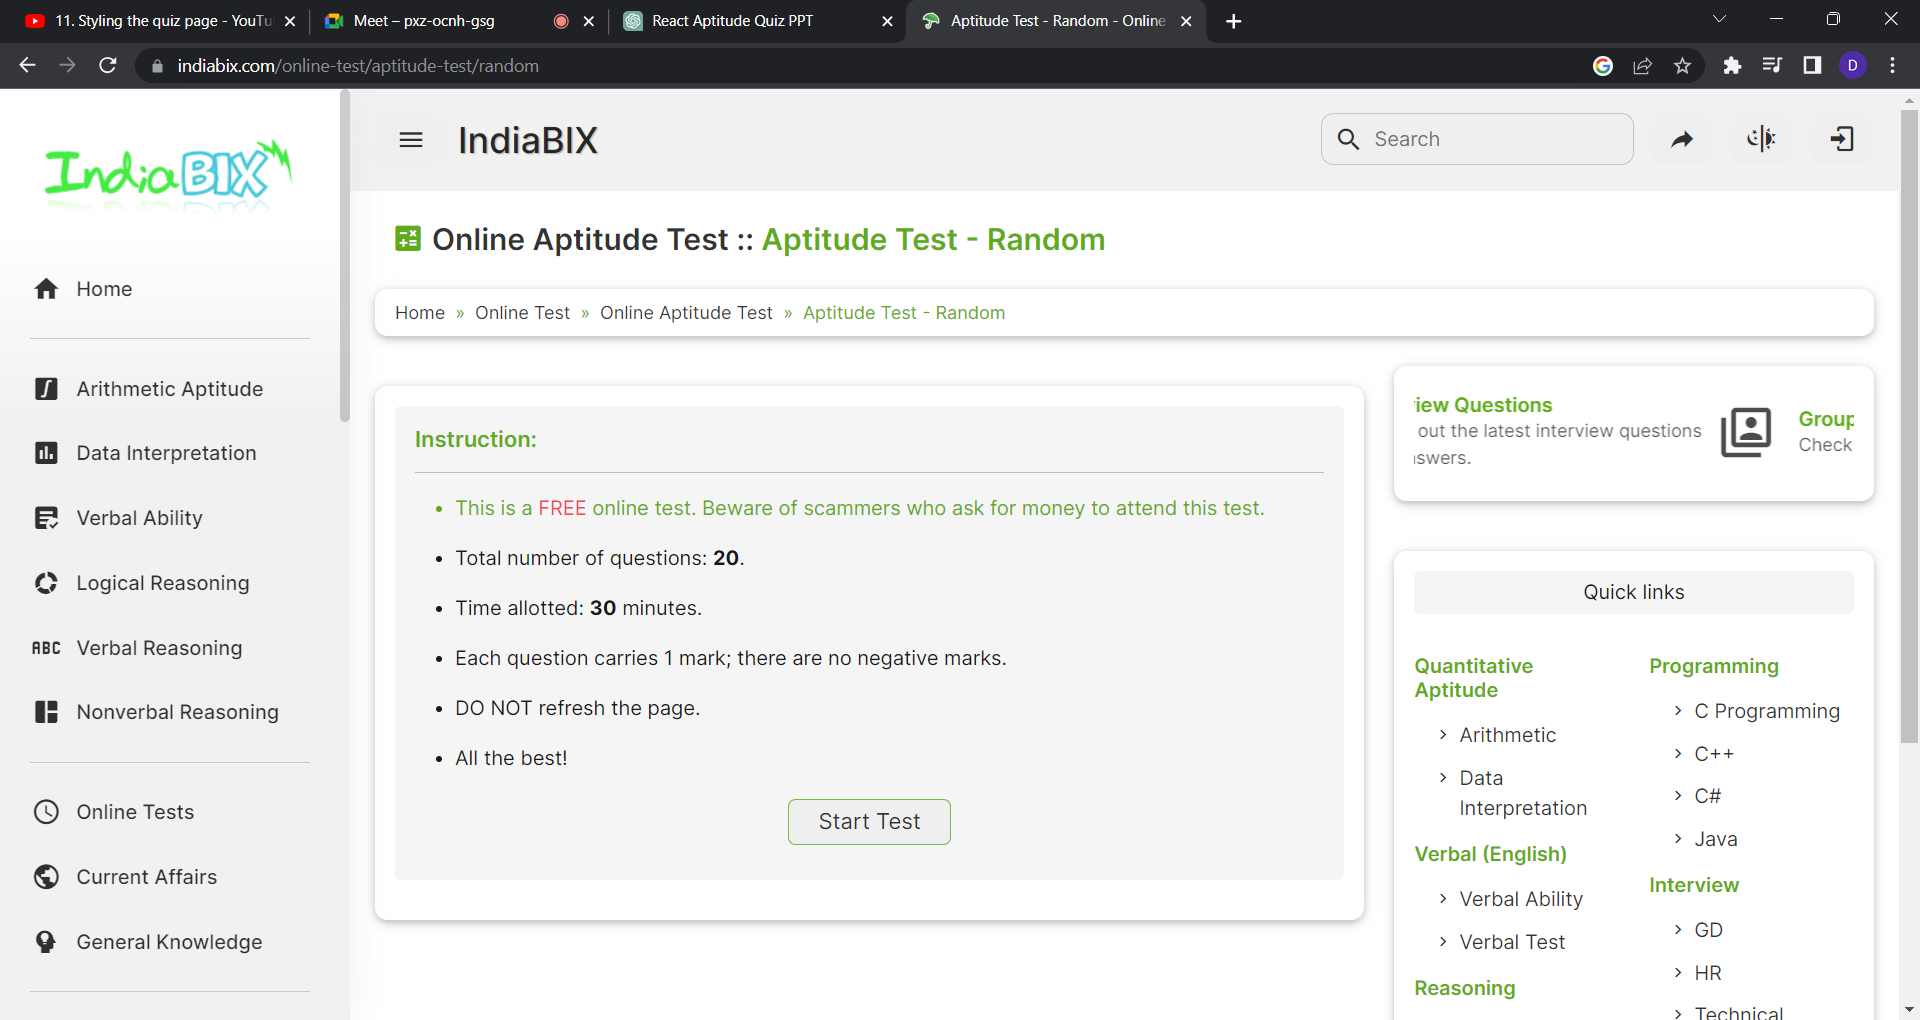 11. Styling the quiz page - YouTu
Meet – pxz-ocnh-gsg
React Aptitude Quiz PPT
Aptitude Test - Random - Online
indiabix.com/online-test/aptitude-test/random
D
IndiaBIX
Home
Arithmetic Aptitude
Data Interpretation
Verbal Ability
Logical Reasoning
ABC Verbal Reasoning
Nonverbal Reasoning
Online Tests
Current Affairs
General Knowledge
IndiaBIX
Search
Online Aptitude Test :: Aptitude Test - Random
Home » Online Test » Online Aptitude Test » Aptitude Test - Random
Instruction:
• This is a FREE online test. Beware of scammers who ask for money to attend this test.
• Total number of questions: 20.
• Time allotted: 30 minutes.
• Each question carries 1 mark; there are no negative marks.
• DO NOT refresh the page.
• All the best!
Start Test
iew Questions
out the latest interview questions
swers.
Group
Check
Quick links
Quantitative
Aptitude
Arithmetic
Data
Interpretation
Verbal (English)
Verbal Ability
Verbal Test
Reasoning
Programming
C Programming
C++
C#
Java
Interview
GD
HR
Technical